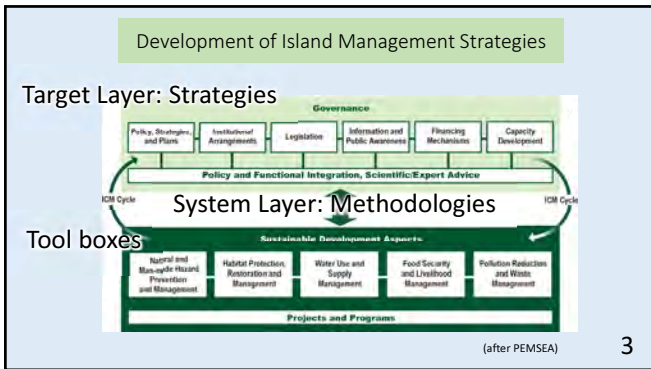 Development of Island Management Strategies
Target Layer: Strategies
Governance
Policy, Strategies, and Plans
Institutional Arrangements
Legislation
Information and Public Awareness
Financing Mechanisms
Capacity Development
Policy and Functional Integration, Scientific/Expert Advice
ICM Cycle
ICM Cycle
System Layer: Methodologies
Tool boxes
Sustainable Development Aspects
Natural and Man-made Hazard Prevention and Management
Habitat Protection, Restoration and Management
Water Use and Supply Management
Food Security and Livelihood Management
Pollution Reduction and Waste Management
Projects and Programs
(after PEMSEA)
3